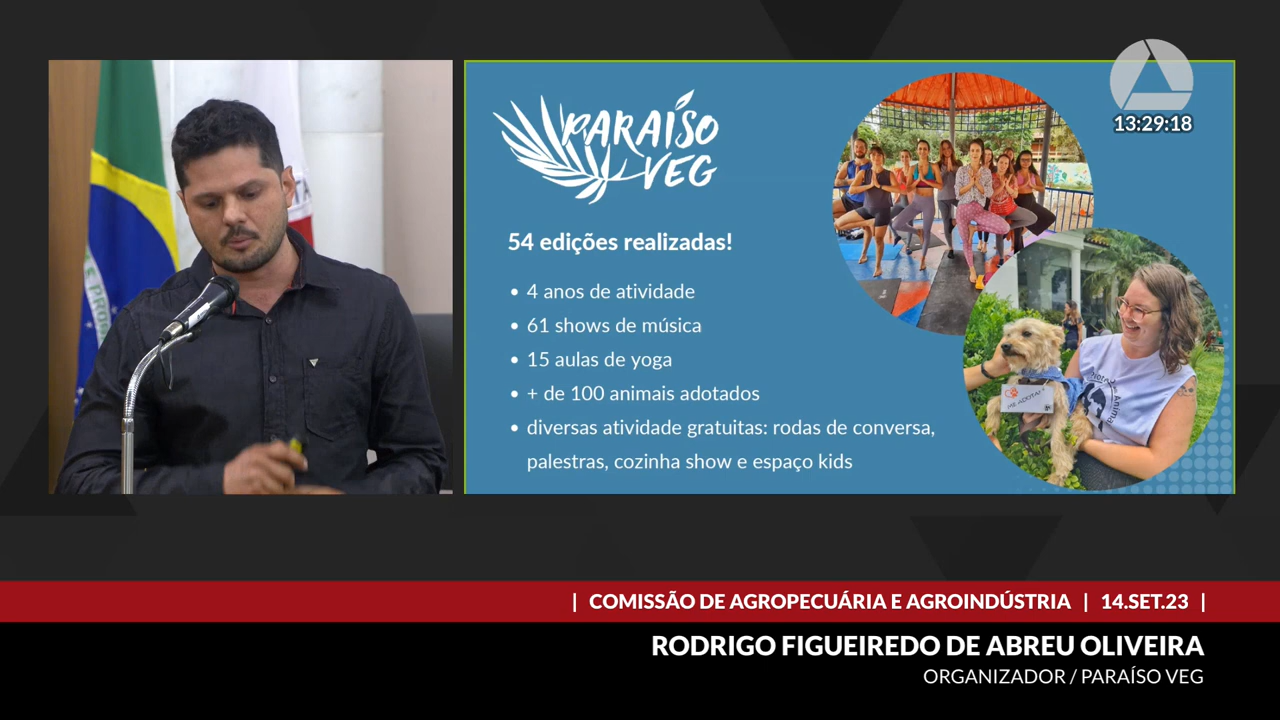 13:29:18
PARAÍSO
VEG
54 edições realizadas!
• 4 anos de atividade
• 61 shows de música
• 15 aulas de yoga
• + de 100 animais adotados
• diversas atividade gratuitas: rodas de conversa,
palestras, cozinha show e espaço kids
ME ADOTA!
| COMISSÃO DE AGROPECUÁRIA E AGROINDÚSTRIA | 14.SET.23 |
RODRIGO FIGUEIREDO DE ABREU OLIVEIRA
ORGANIZADOR / PARAÍSO VEG